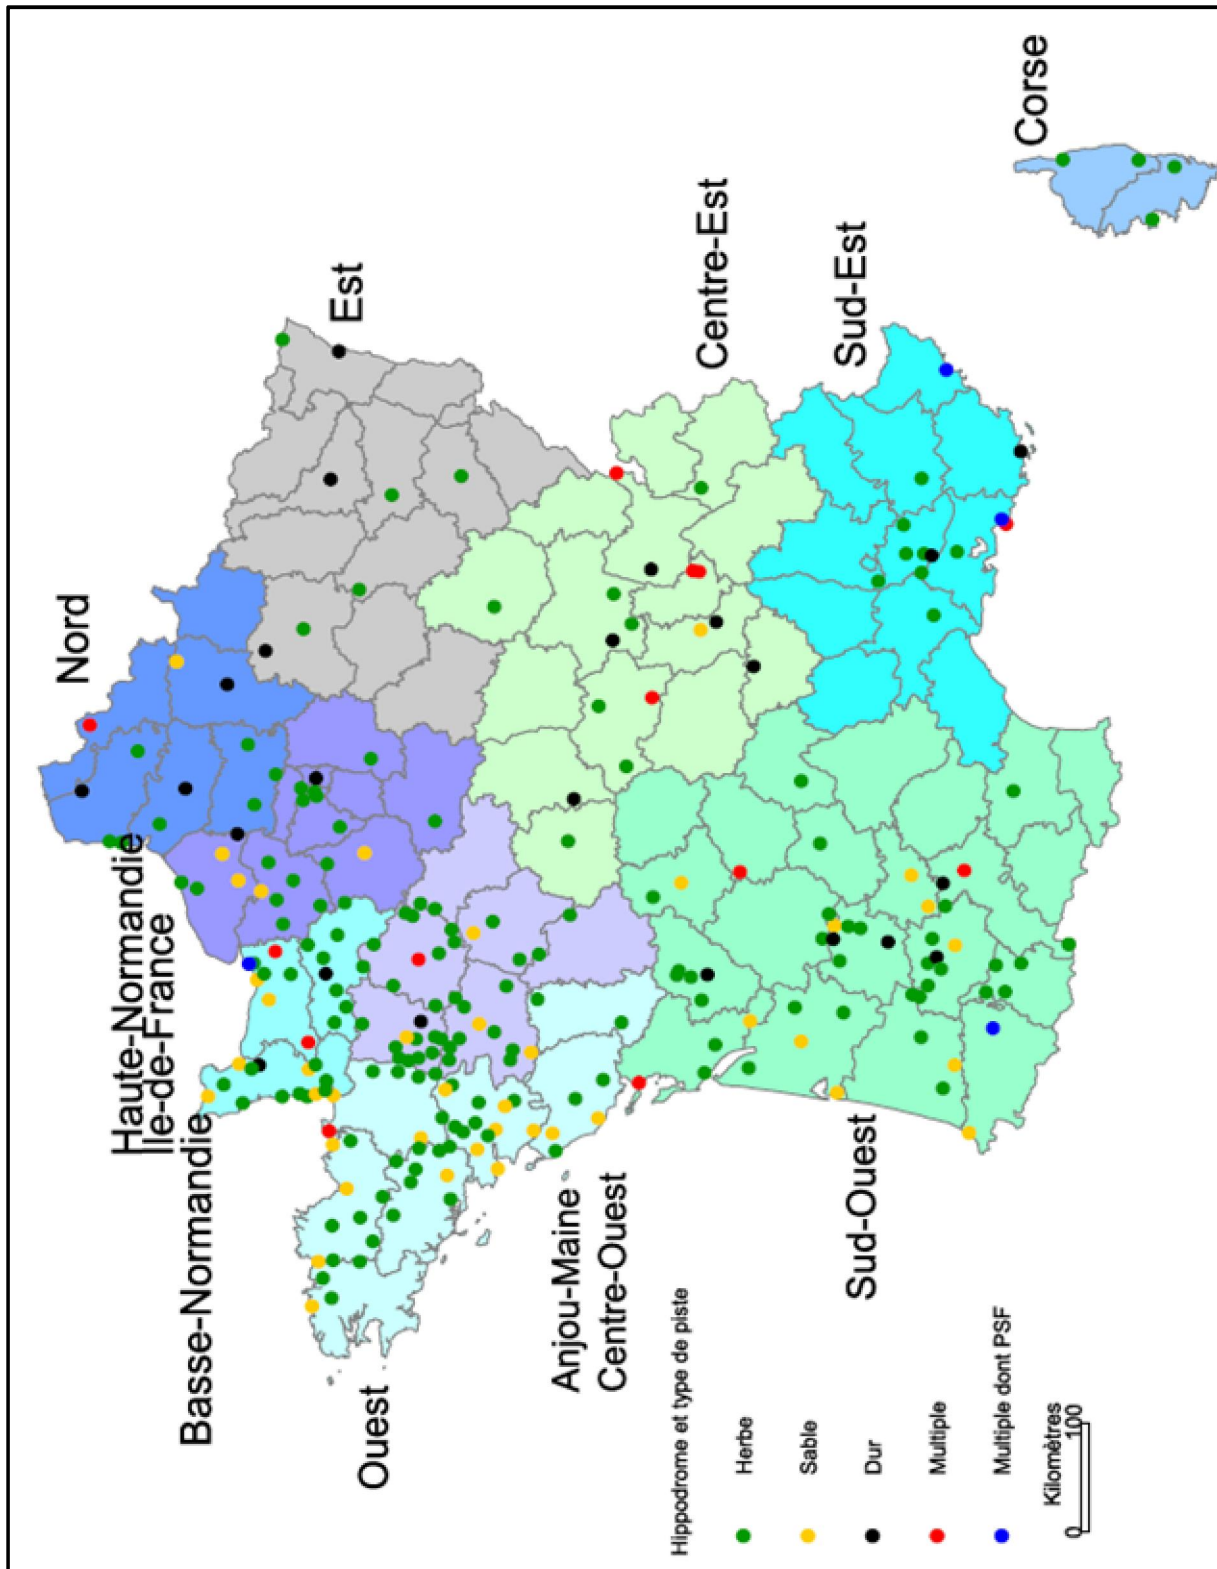 Nord
Haute-Normandie
Ile-de-France
Basse-Normandie
Est
Ouest
Anjou-Maine
Centre-Ouest
Centre-Est
Sud-Est
Sud-Ouest
Corse
Hippodrome et type de piste
Herbe
Sable
Dur
Multiple
Multiple dont PSF
Kilomètres
0 100